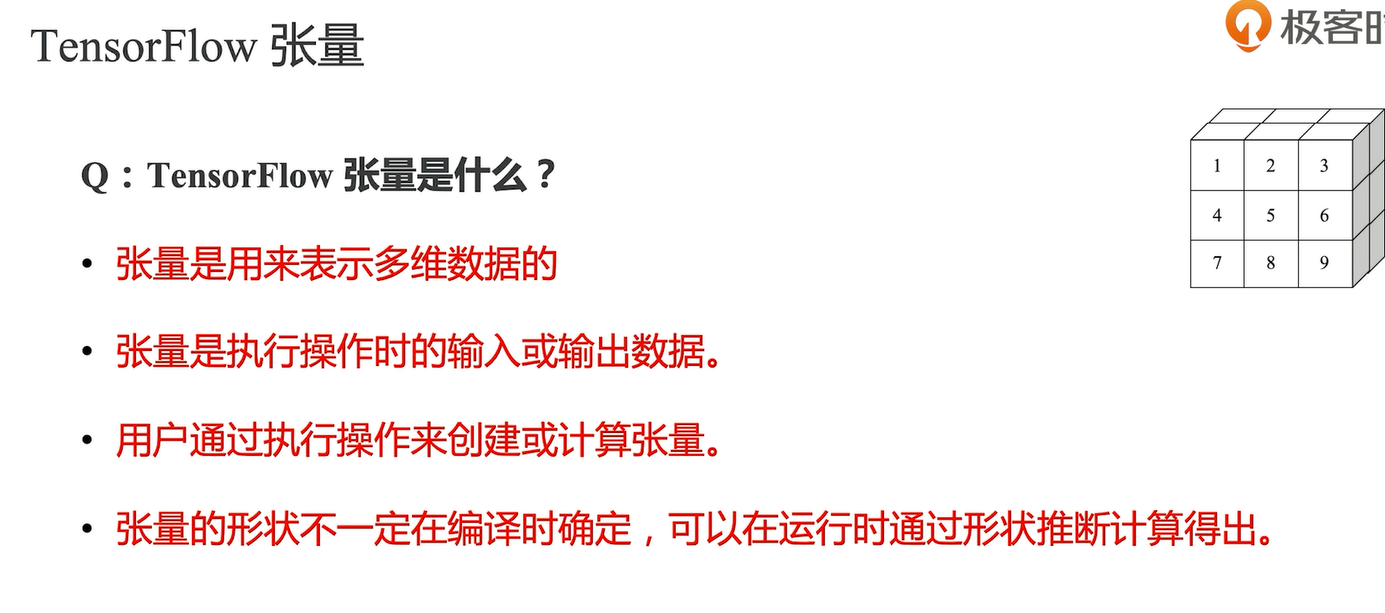 TensorFlow 张量
极客
Q：TensorFlow 张量是什么？
1 2 3
4 5 6
7 8 9
• 张量是用来表示多维数据的
• 张量是执行操作时的输入或输出数据。
• 用户通过执行操作来创建或计算张量。
• 张量的形状不一定在编译时确定，可以在运行时通过形状推断计算得出。